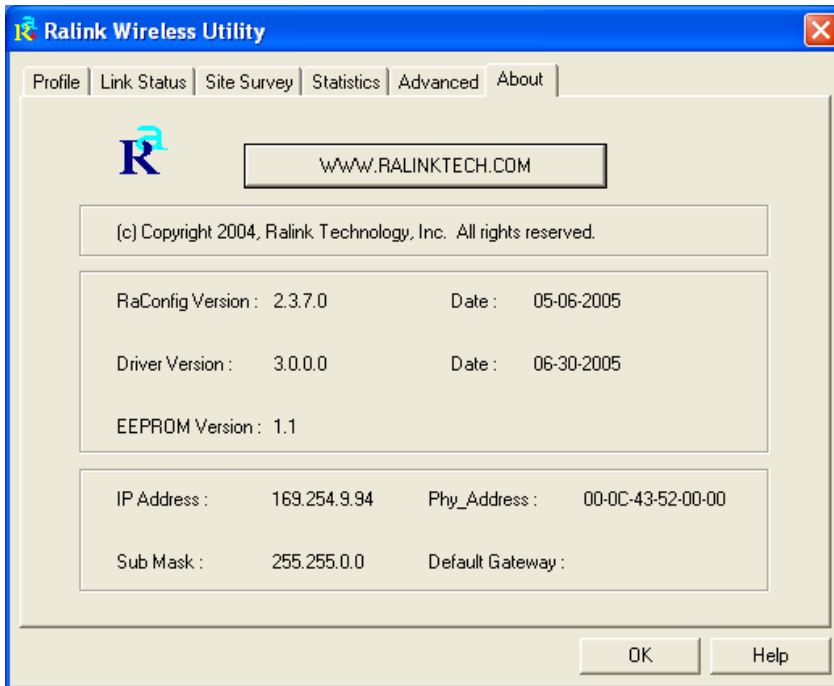 Ralink Wireless Utility
Profile Link Status Site Survey Statistics Advanced About
Ra
WWW.RALINKTECH.COM
(c) Copyright 2004, Ralink Technology, Inc. All rights reserved.
RaConfig Version : 2.3.7.0 Date : 05-06-2005
Driver Version : 3.0.0.0 Date : 06-30-2005
EEPROM Version : 1.1
IP Address : 169.254.9.94 Phy_Address : 00-0C-43-52-00-00
Sub Mask : 255.255.0.0 Default Gateway :
OK Help